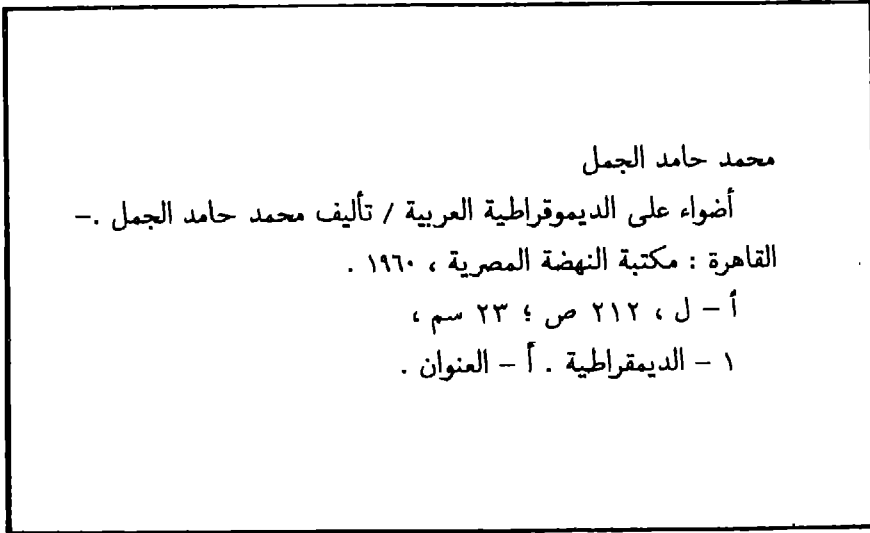 محمد حامد الجمل
أضواء على الديموقراطية العربية / تأليف محمد حامد الجمل .–
القاهرة : مكتبة النهضة المصرية ، ١٩٦٠ .
أ – ل ، ٢١٢ ص ؛ ٢٣ سم ،
١ – الديمقراطية . أ – العنوان .